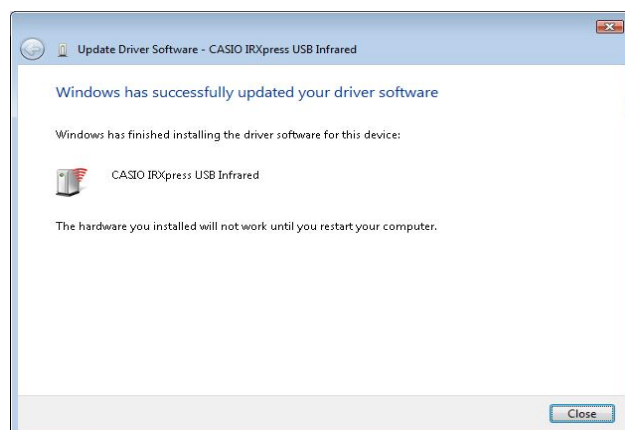 Update Driver Software - CASIO IRXpress USB Infrared
Windows has successfully updated your driver software
Windows has finished installing the driver software for this device:
CASIO IRXpress USB Infrared
The hardware you installed will not work until you restart your computer.
Close